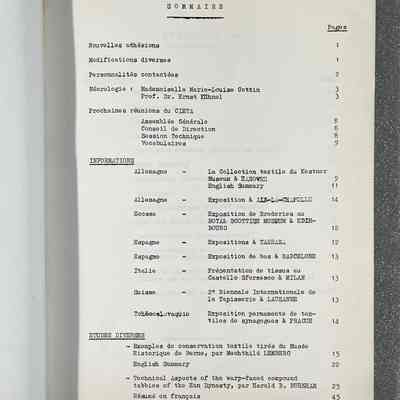 SOMMAIRE
Pages
Nouvelles adhésions 1
Modifications diverses 1
Personnalités contactées 2
Nécrologie : Mademoiselle Marie-Louise Gottin 3
Prof. Dr. Ernst Kühnel 3
Prochaines réunions du CIETA
Assemblée Générale 8
Conseil de Direction 8
Session Technique 8
Vocabulaires 9
INFORMATIONS
Allemagne - La Collection textile du Kestner
Museum à HANOWRE 9
English Summary 11
Allemagne - Exposition à AIX-LA-CHAPELLE 14
Ecosse - Exposition de Broderies au
ROYAL SCOTTISH MUSEUM à EDIM-
BOURG 12
Espagne - Expositions à TARRASA 12
Espagne - Exposition de bas à BARCELONE 13
Italie - Présentation de tissus au
Castello Sforzesco à MILAN 13
Suisse - 2° Biennale Internationale de
la Tapisserie à LAUSANNE 13
Tchécoslovaquie - Exposition permanente de tex-
tiles de synagogues à PRAGUE 14
ETUDES DIVERSES
- Exemples de conservation textile tirés du Musée
Historique de Berne, par Mechthild LEMBERG 15
English Summary 20
- Technical Aspects of the warp-faced compound
tabbies of the Han Dynasty, par Harold B. BURNHAM 25
Résumé en français 45